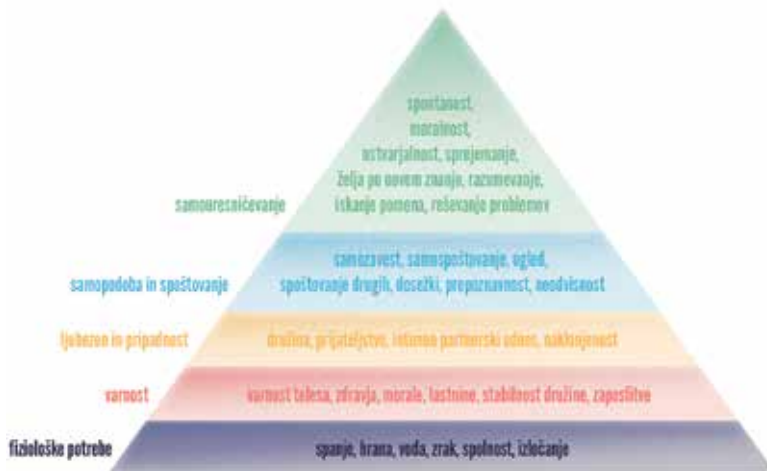 spontanost,
moralnost,
ustvarjalnost, sprejemanje,
želja po novem znanju, razumevanje,
iskanje pomena, reševanje problemov
samouresničevanje
samozavest, samospoštovanje, ugled,
spoštovanje drugih, dosežki, prepoznavnost, neodvisnost
samopodoba in spoštovanje
ljubezen in pripadnost
družina, prijateljstvo, intimno partnerski odnos, naklonjenost
varnost
varnost telesa, zdravja, morale, lastnine, stabilnost družine, zaposlitve
fiziološke potrebe
spanje, hrana, voda, zrak, spolnost, izločanje